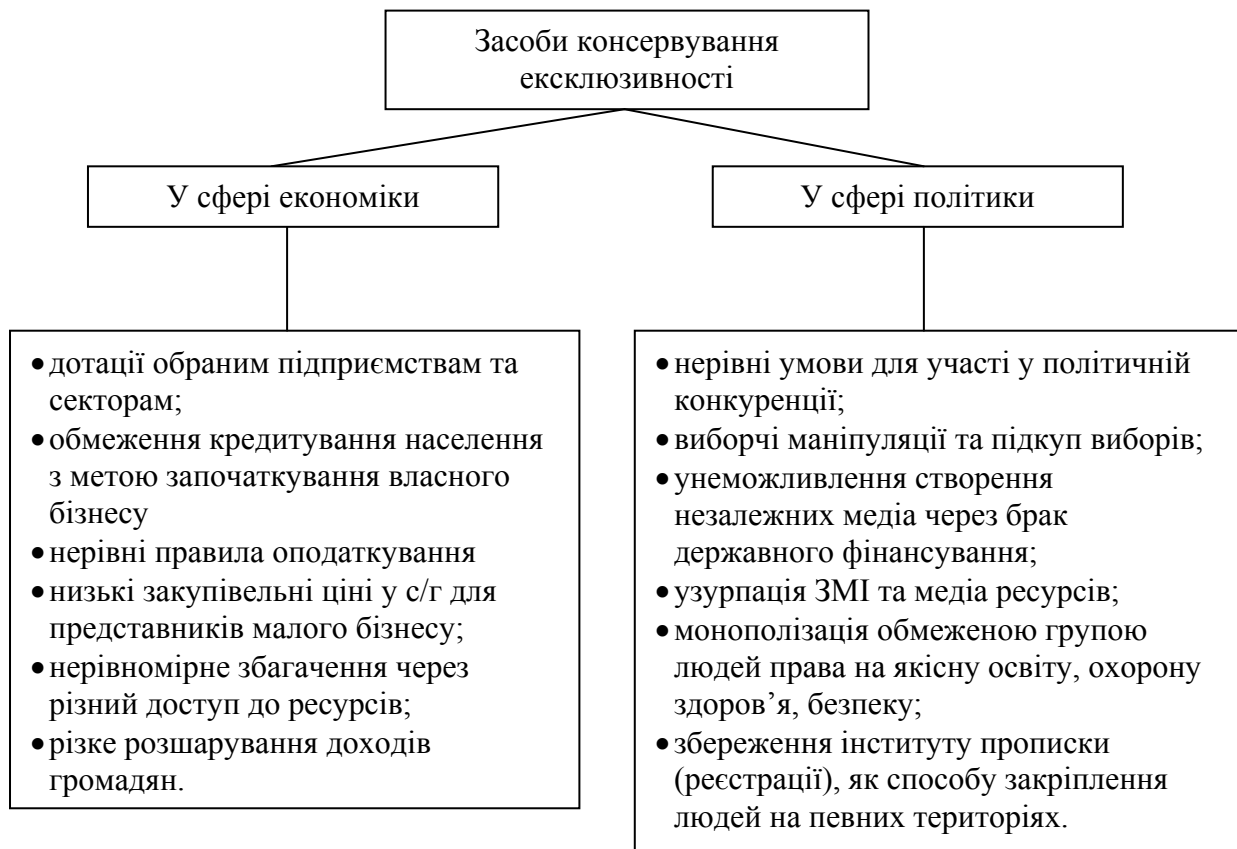 Засоби консервування
ексклюзивності
У сфері економіки
У сфері політики
•дотації обраним підприємствам та
секторам;
•обмеження кредитування населення
з метою започаткування власного
бізнесу
•нерівні правила оподаткування
•низькі закупівельні ціні у с/г для
представників малого бізнесу;
•нерівномірне збагачення через
різний доступ до ресурсів;
•різке розшарування доходів
громадян.
•нерівні умови для участі у політичній
конкуренції;
•виборчі маніпуляції та підкуп виборів;
•унеможливлення створення
незалежних медіа через брак
державного фінансування;
•узурпація ЗМІ та медіа ресурсів;
•монополізація обмеженою групою
людей права на якісну освіту, охорону
здоров’я, безпеку;
•збереження інституту прописки
(реєстрації), як способу закріплення
людей на певних територіях.